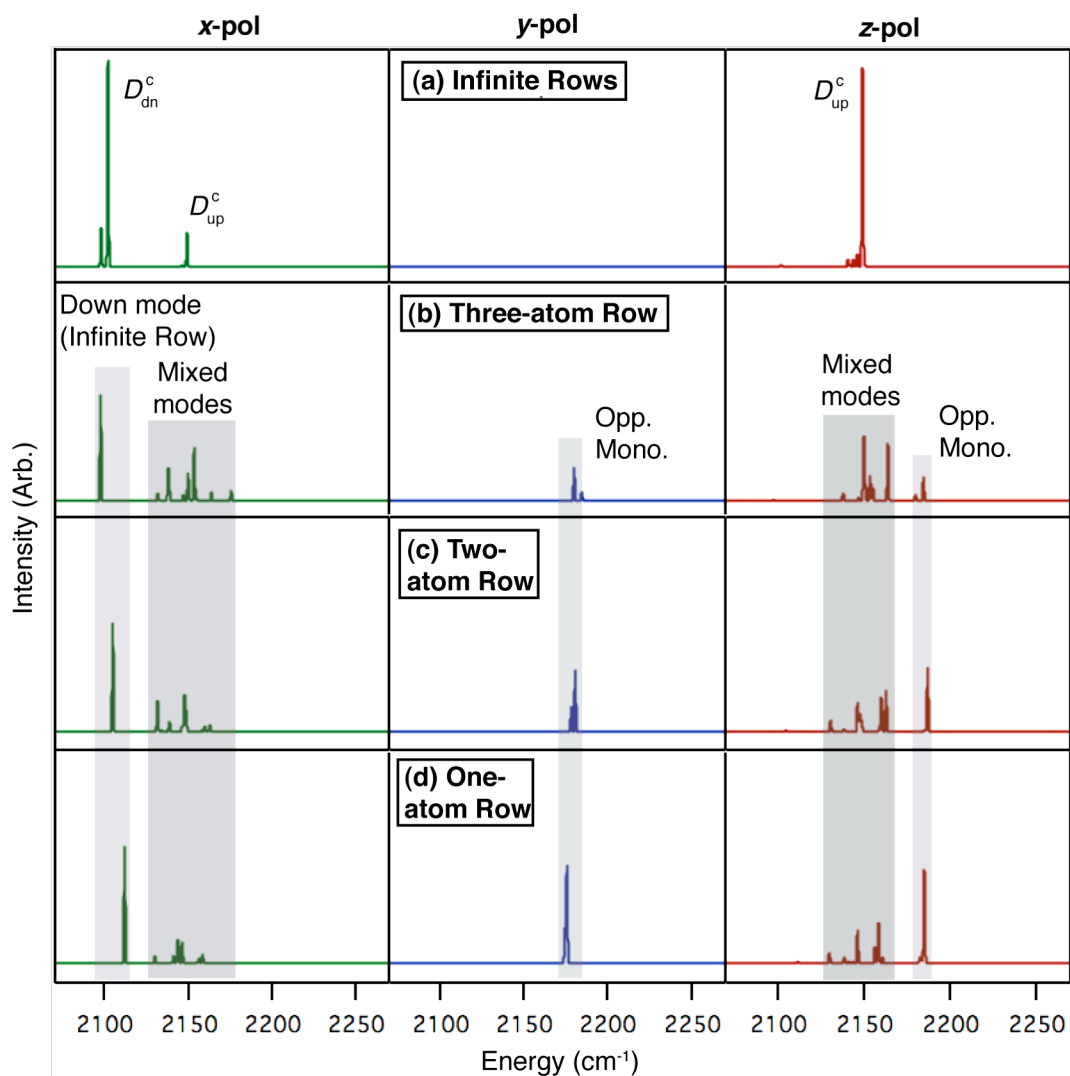 x-pol
y-pol
z-pol
D^c_dn
D^c_up
(a) Infinite Rows
D^c_up
Down mode
(Infinite Row)
Mixed
modes
(b) Three-atom Row
Opp.
Mono.
Mixed
modes
Opp.
Mono.
(c) Two-
atom Row
(d) One-
atom Row
Intensity (Arb.)
2100 2150 2200 2250
2100 2150 2200 2250
2100 2150 2200 2250
Energy (cm⁻¹)